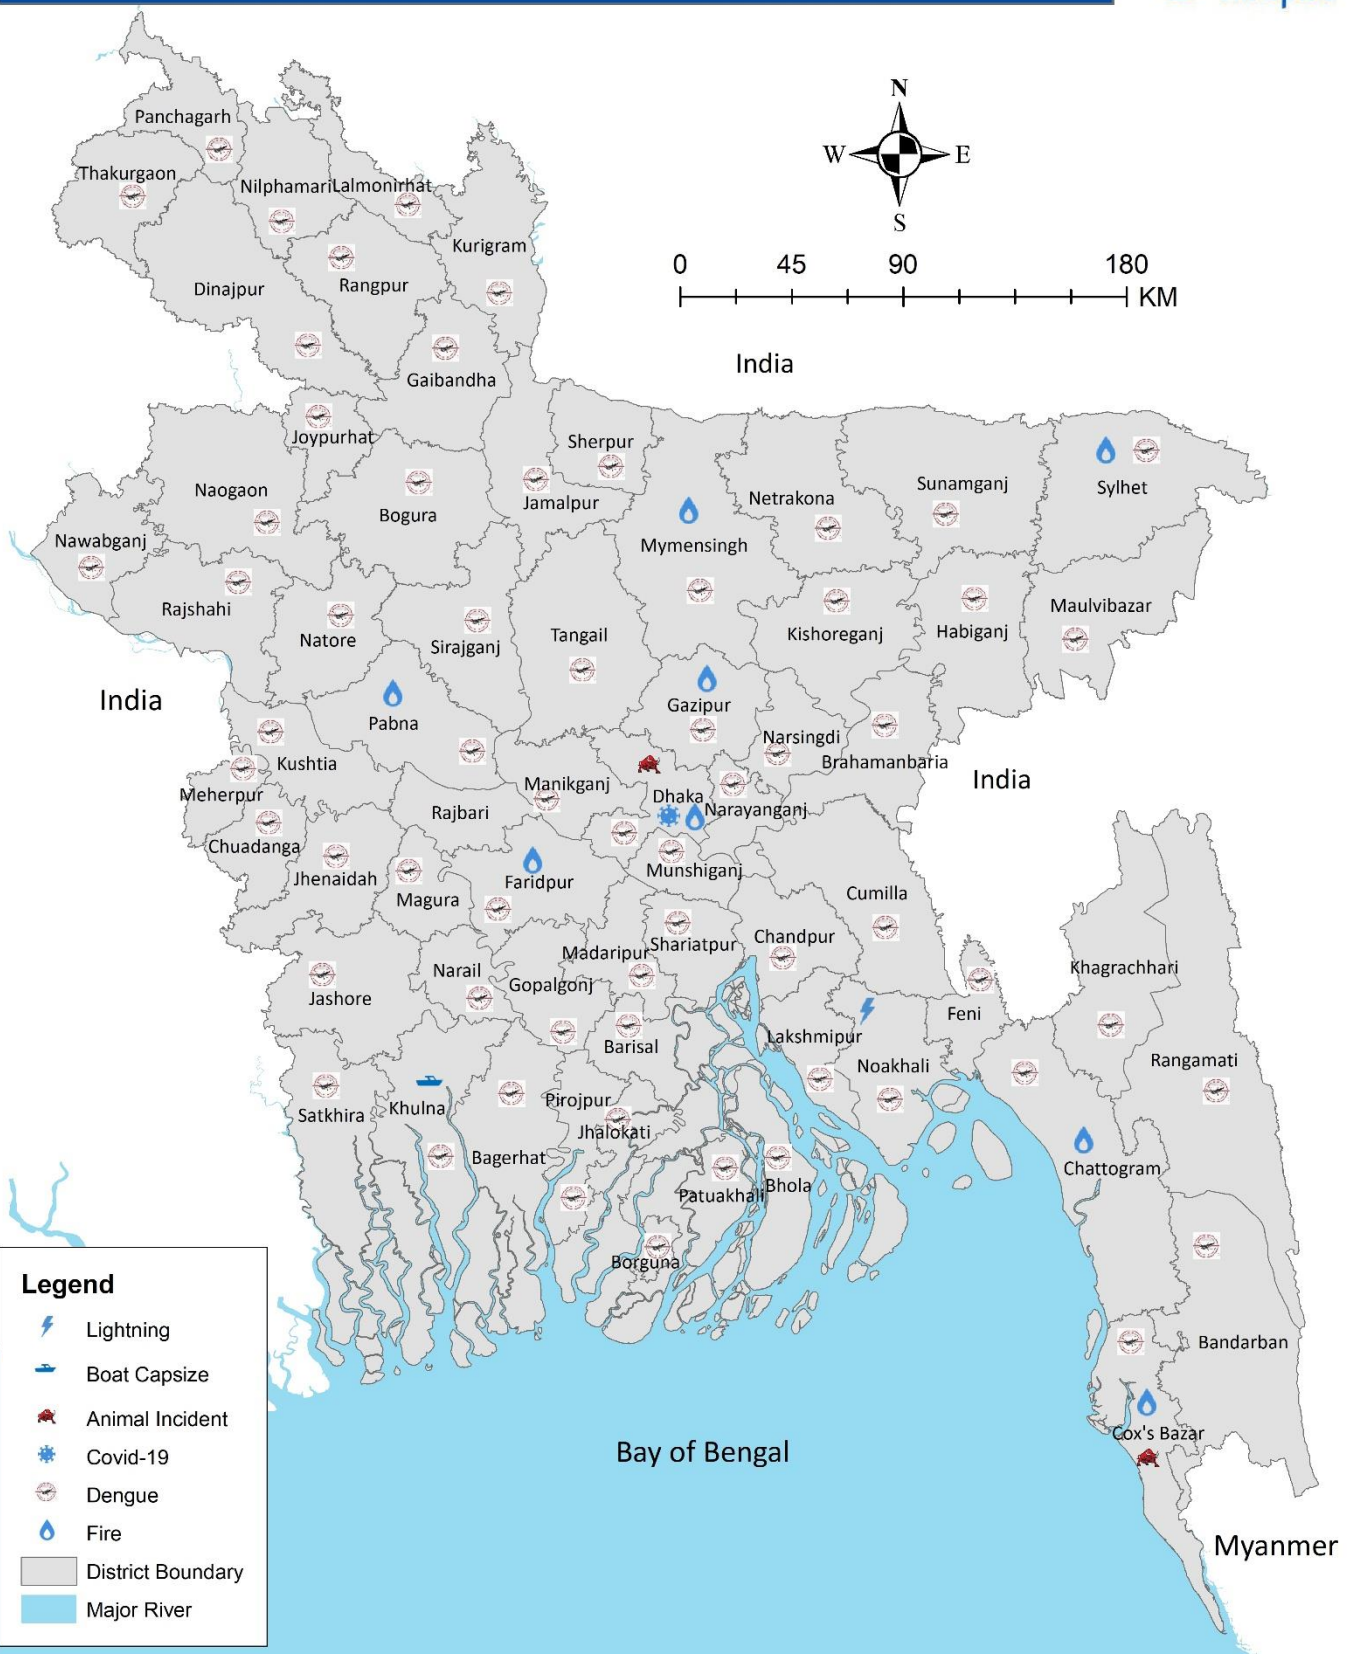 N
W
E
S
0
45
90
180
KM
Panchagarh
Thakurgaon
Nilphamari
Lalmonirhat
Kurigram
Dinajpur
Rangpur
Gaibandha
India
Joypurhat
Sherpur
Jamalpur
Naogaon
Bogura
Netrakona
Sunamganj
Sylhet
Nawabganj
Mymensingh
Rajshahi
Natore
Sirajganj
Tangail
Kishoreganj
Habiganj
Maulvibazar
India
Pabna
Gazipur
Narsingdi
Brahamanbaria
India
Kushtia
Meherpur
Manikganj
Dhaka
Narayanganj
Rajbari
Chuadanga
Jhenaidah
Magura
Faridpur
Munshiganj
Cumilla
Madaripur
Shariatpur
Chandpur
Khagrachhari
Jashore
Narail
Gopalgonj
Feni
Barisal
Lakshmipur
Noakhali
Rangamati
Satkhira
Khulna
Pirojpur
Jhalokati
Bagerhat
Patuakhali
Bhola
Chattogram
Borguna
Bandarban
Cox's Bazar
Bay of Bengal
Myanmer
Legend
Lightning
Boat Capsize
Animal Incident
Covid-19
Dengue
Fire
District Boundary
Major River